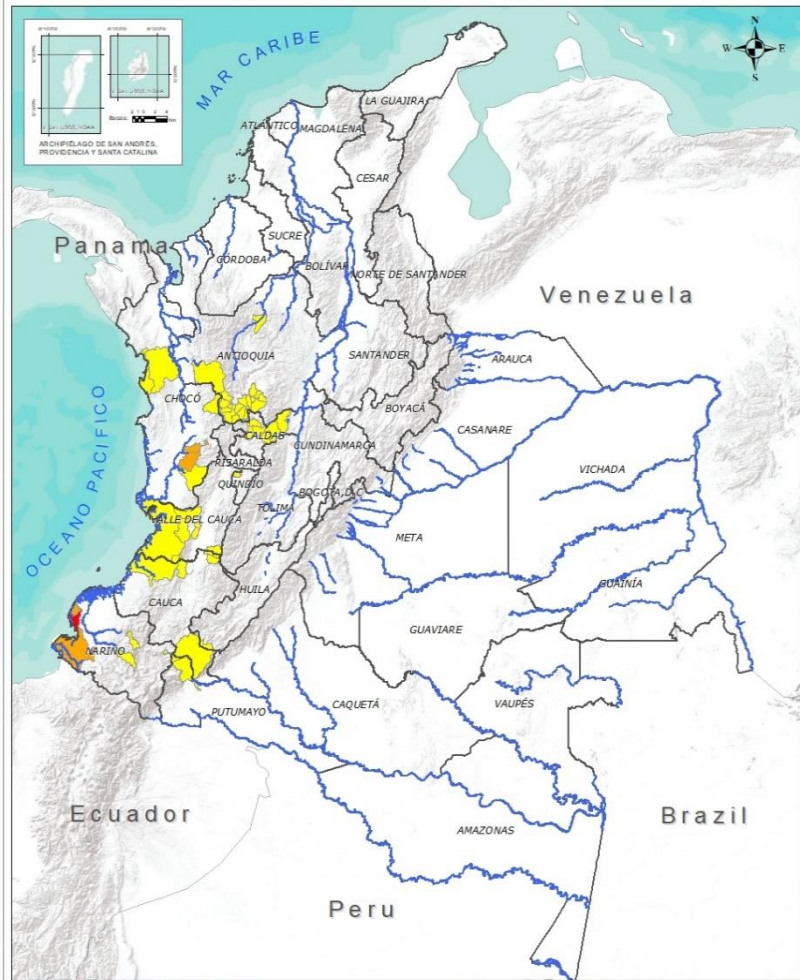 N
W E
S
MAR CARIBE
ARCHIPIÉLAGO DE SAN ANDRÉS,
PROVIDENCIA Y SANTA CATALINA
LA GUAJIRA
ATLÁNTICO
MAGDALENA
CESAR
SUCRE
Panama
CÓRDOBA
BOLÍVAR
NORTE DE SANTANDER
Venezuela
ANTIOQUIA
SANTANDER
ARAUCA
OCEANO PACIFICO
CHOCÓ
BOYACÁ
CASANARE
CALDAS
CUNDINAMARCA
RISARALDA
VICHADA
QUINDÍO
BOGOTA,D.C
TOLIMA
VALLE DEL CAUCA
META
HUILA
GUAINÍA
CAUCA
GUAVIARE
NARIÑO
CAQUETÁ
VAUPÉS
PUTUMAYO
Ecuador
Brazil
AMAZONAS
Peru